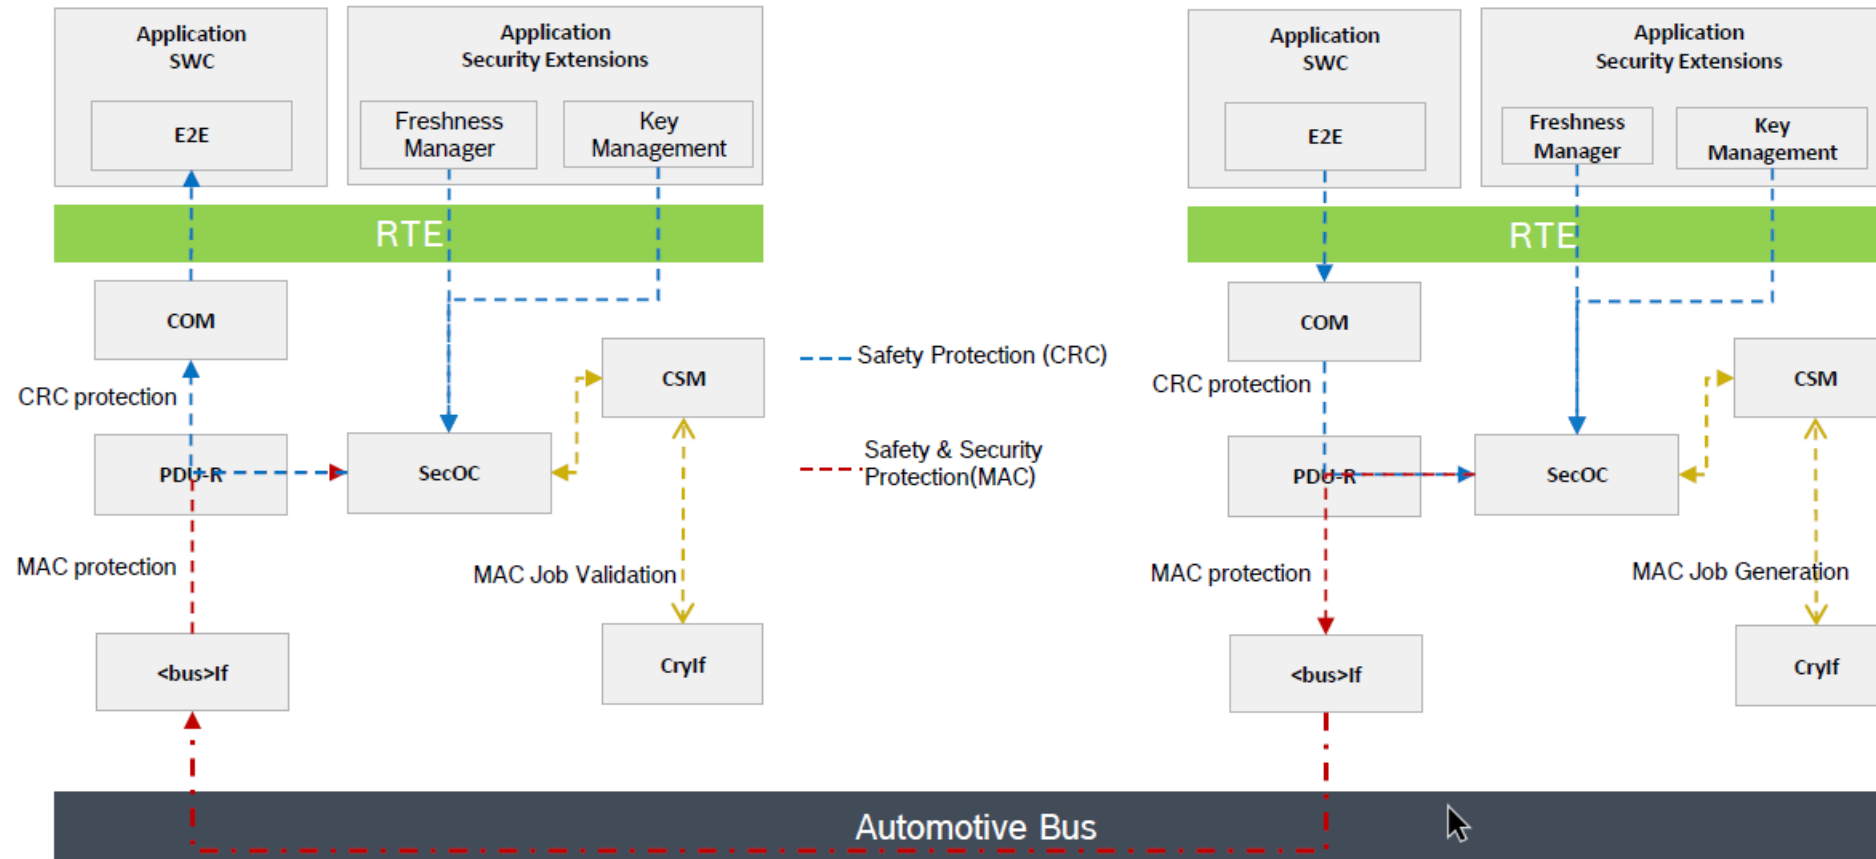 Application
SWC
E2E
Application
Security Extensions
Freshness
Manager
Key
Management
RTE
COM
CRC protection
PDU-R
SecOC
CSM
MAC protection
MAC Job Validation
<bus>If
CryIf
Safety Protection (CRC)
Safety & Security
Protection(MAC)
Application
SWC
E2E
Application
Security Extensions
Freshness
Manager
Key
Management
RTE
COM
CRC protection
PDU-R
SecOC
CSM
MAC protection
MAC Job Generation
<bus>If
CryIf
Automotive Bus